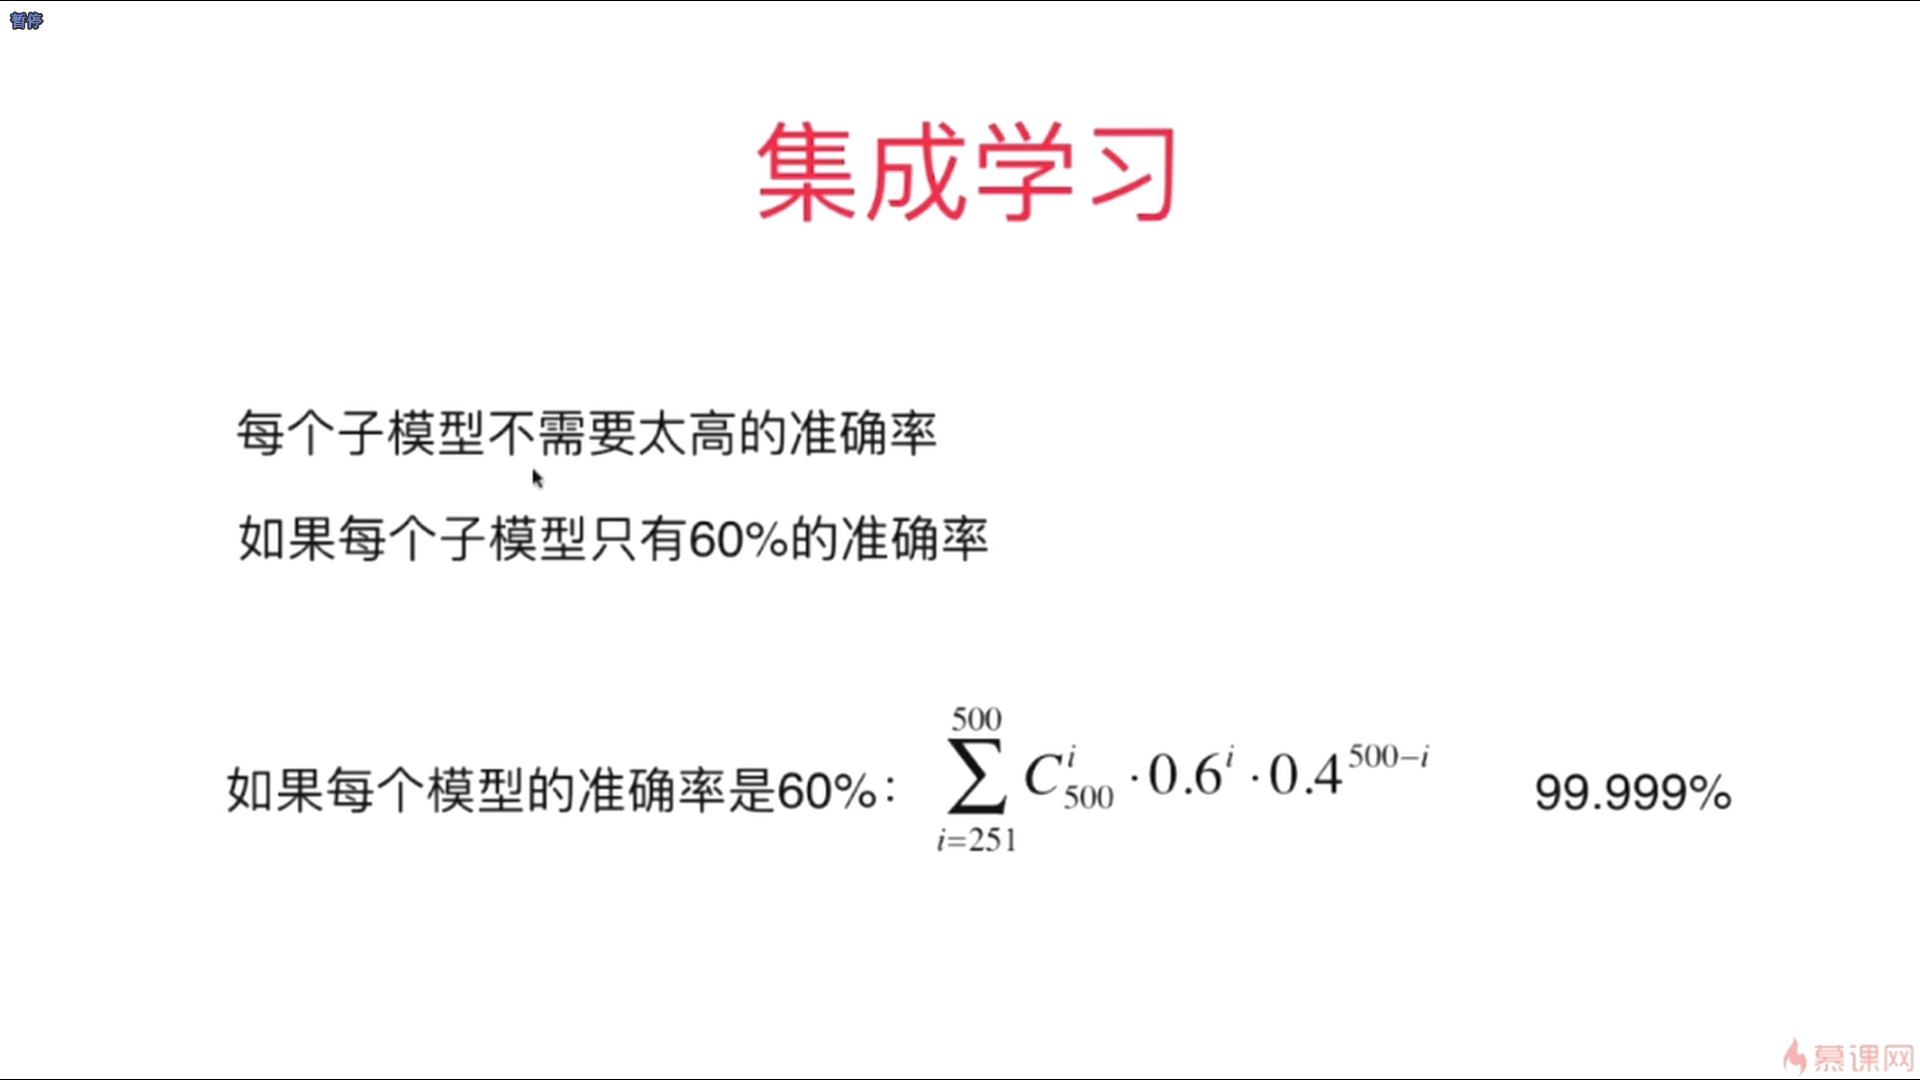 暂停
集成学习
每个子模型不需要太高的准确率
如果每个子模型只有60%的准确率
如果每个模型的准确率是60%： $\sum_{i=251}^{500} C_{500}^{i} \cdot 0.6^{i} \cdot 0.4^{500-i}$ 99.999%
慕课网